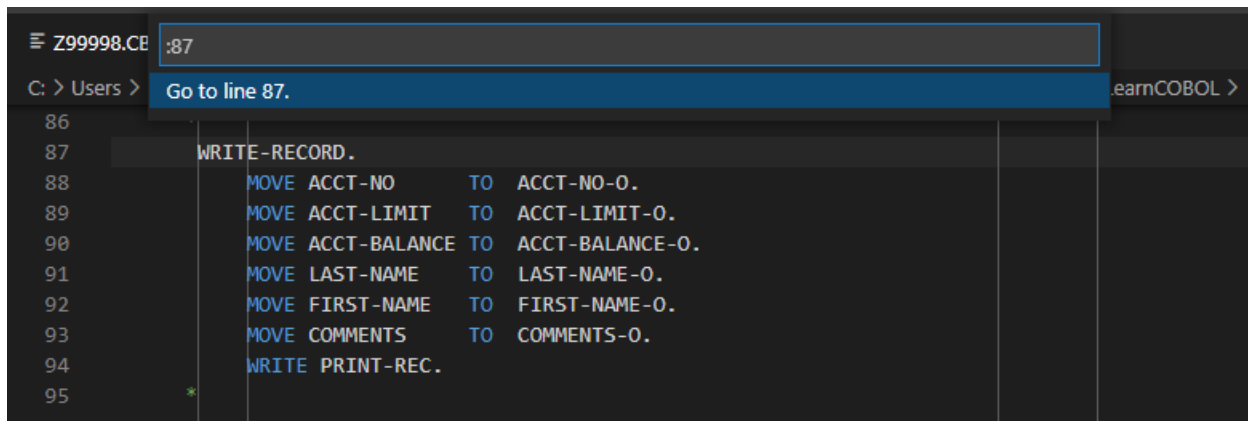 Z99998.CB
:87
C: > Users >
Go to line 87.
earnCOBOL >
86
87 WRITE-RECORD.
88 MOVE ACCT-NO TO ACCT-NO-O.
89 MOVE ACCT-LIMIT TO ACCT-LIMIT-O.
90 MOVE ACCT-BALANCE TO ACCT-BALANCE-O.
91 MOVE LAST-NAME TO LAST-NAME-O.
92 MOVE FIRST-NAME TO FIRST-NAME-O.
93 MOVE COMMENTS TO COMMENTS-O.
94 WRITE PRINT-REC.
95 *